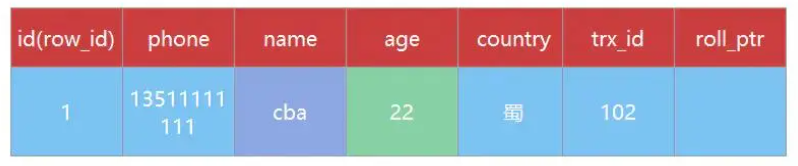 id(row_id) phone name age country trx_id roll_ptr
1 13511111 cba 22 蜀 102
111